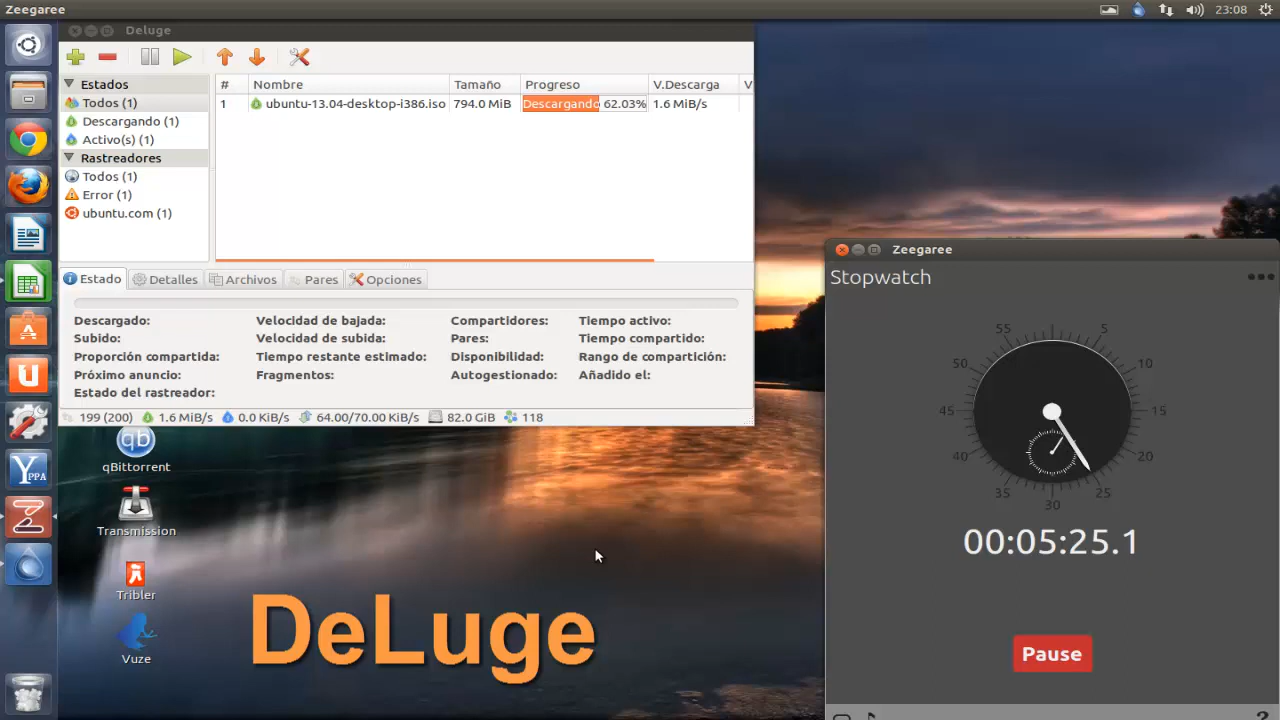 Zeegaree
23:08
Deluge
Estados
Todos (1)
Descargando (1)
Activo(s) (1)
Rastreadores
Todos (1)
Error (1)
ubuntu.com (1)
# Nombre Tamaño Progreso V.Descarga V
1 ubuntu-13.04-desktop-i386.iso 794.0 MiB Descargando 62.03% 1.6 MiB/s
Estado Detalles Archivos Pares Opciones
Descargado: Velocidad de bajada: Compartidores: Tiempo activo:
Subido: Velocidad de subida: Pares: Tiempo compartido:
Proporción compartida: Tiempo restante estimado: Disponibilidad: Rango de compartición:
Próximo anuncio: Fragmentos: Autogestionado: Añadido el:
Estado del rastreador:
199 (200) 1.6 MiB/s 0.0 KiB/s 64.00/70.00 KiB/s 82.0 GiB 118
qb
qBittorrent
Transmission
Tribler
Vuze
DeLuge
A
U
YPPA
Zeegaree
Stopwatch
55 5
50 10
45 15
40 20
35 25
30
00:05:25.1
Pause
?